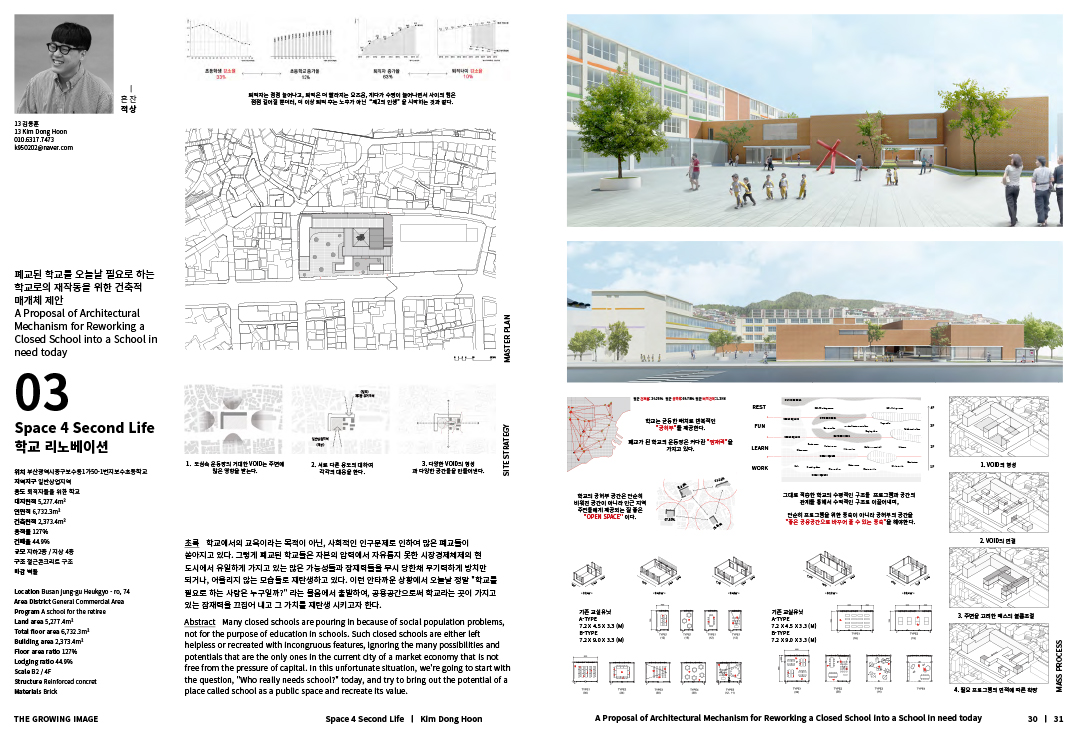 온 잔
적 상
13 김동훈
13 Kim Dong Hoon
010.6317.7473
k950202@naver.com
폐교된 학교를 오늘날 필요로 하는
학교로의 재작동을 위한 건축적
매개체 제안
A Proposal of Architectural
Mechanism for Reworking a
Closed School into a School in
need today
03
Space 4 Second Life
학교 리노베이션
위치 부산광역시중구보수동1가50-1번지보수초등학교
지역지구 일반상업지역
용도 퇴직자들을 위한 학교
대지면적 5,277.4m²
연면적 6,732.3m²
건축면적 2,373.4m²
용적률 127%
건폐율 44.9%
규모 지하2층 / 지상 4층
구조 철근콘크리트 구조
마감 벽돌
Location Busan Jung-gu Heukgyo - ro, 74
Area District General Commercial Area
Program A school for the retiree
Land area 5,277.4m²
Total floor area 6,732.3m²
Building area 2,373.4m²
Floor area ratio 127%
Lodging ratio 44.9%
Scale B2 / 4F
Structure Reinforced concret
Materials Brick
THE GROWING IMAGE
초등학생 감소율
33%
초등학교 증가율
12%
퇴직자 증가율
63%
퇴직나이 감소율
10%
퇴직자는 점점 늘어나고, 퇴직은 더 빨라지는 요즈음, 게다가 수명이 늘어나면서 사이의 틈은
점점 깊어질 뿐더러, 더 이상 퇴직 후는 노후가 아닌 "제2의 인생" 을 시작하는 것과 같다.
MASTER PLAN
SITE STRATEGY
1. 도심속 운동장의 거대한 VOID는 주변에
많은 영향을 받는다.
2. 서로 다른 용도의 대하여
각각의 대응을 한다.
3. 다양한 VOID의 형성
과 다양한 공간들을 만들어낸다.
초록 학교에서의 교육이라는 목적이 아닌, 사회적인 인구문제로 인하여 많은 폐교들이
쏟아지고 있다. 그렇게 폐교된 학교들은 자본의 압력에서 자유롭지 못한 시장경제체제의 현
도시에서 유일하게 가지고 있는 많은 가능성들과 잠재력들을 무시 당한채 무기력하게 방치만
되거나, 어울리지 않는 모습들로 재탄생하고 있다. 이런 안타까운 상황에서 오늘날 정말 "학교를
필요로 하는 사람은 누구일까?" 라는 물음에서 출발하여, 공용공간으로써 학교라는 곳이 가지고
있는 잠재력을 끄집어 내고 그 가치를 재탄생 시키고자 한다.
Abstract Many closed schools are pouring in because of social population problems,
not for the purpose of education in schools. Such closed schools are either left
helpless or recreated with incongruous features, ignoring the many possibilities and
potentials that are the only ones in the current city of a market economy that is not
free from the pressure of capital. In this unfortunate situation, we're going to start with
the question, "Who really needs school?" today, and try to bring out the potential of a
place called school as a public space and recreate its value.
Space 4 Second Life | Kim Dong Hoon
학교는 균등한 배치로 반복적인
"공허부"를 제공한다.
폐교가 된 학교의 운동장은 커다란 "쌈지귀"을
가지고 있다.
학교의 공허부 공간은 단순히
비워진 공간이 아니라 인근 지역
주민들에게 제공되는 질 좋은
"OPEN SPACE" 이다.
REST
FUN
LEARN
WORK
그대로 적층된 학교의 수평적인 구조를 프로그램과 공간의
관계를 통해서 수직적인 구조로 이끌어내며,
단순히 프로그램을 위한 통속이 아니라 공허부의 공간을
"좋은 공용공간으로 바꾸어 줄 수 있는 통속"을 해야한다.
1. VOID의 형성
2. VOID의 연결
3. 주변을 고려한 매스의 볼륨조절
4. 필요 프로그램의 면적에 따른 확장
MASS PROCESS
기존 교실유닛
A-TYPE
7.2 X 4.5 X 3.3 (M)
B-TYPE
7.2 X 9.0 X 3.3 (M)
기존 교실유닛
A-TYPE
7.2 X 4.5 X 3.3 (M)
B-TYPE
7.2 X 9.0 X 3.3 (M)
A Proposal of Architectural Mechanism for Reworking a Closed School into a School in need today
30 | 31